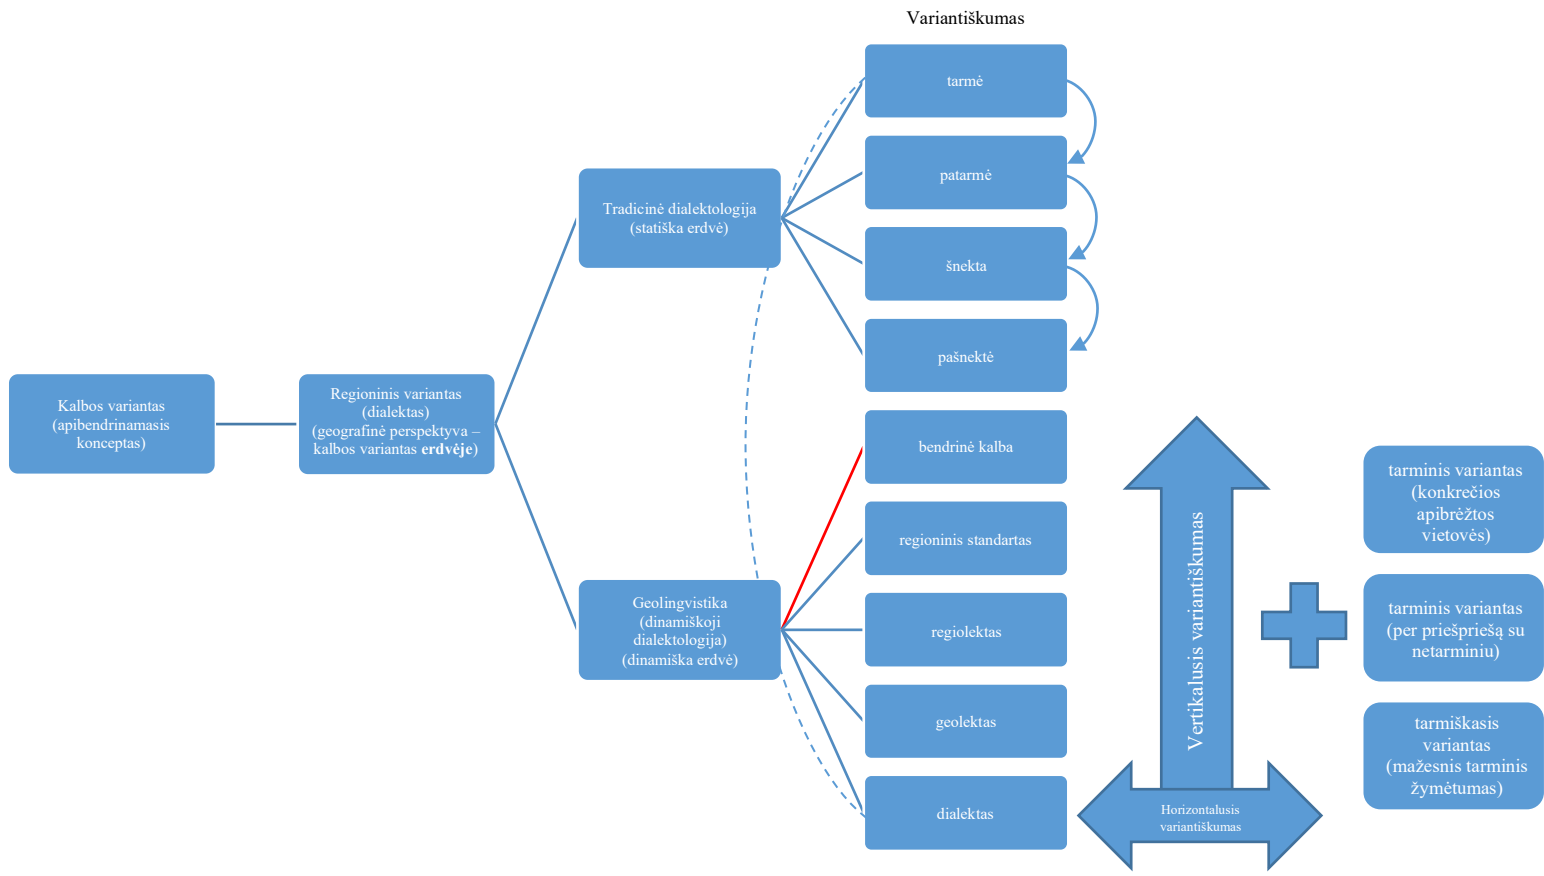 Variantiškumas
Kalbos variantas
(apibendrinamasis
konceptas)
Regioninis variantas
(dialektas)
(geografinė perspektyva –
kalbos variantas erdvėje)
Tradicinė dialektologija
(statiška erdvė)
Geolingvistika
(dinamiškoji
dialektologija)
(dinamiška erdvė)
tarmė
patarmė
šnekta
pašnektė
bendrinė kalba
regioninis standartas
regiolektas
geolektas
dialektas
Vertikalusis variantiškumas
Horizontalusis
variantiškumas
tarminis variantas
(konkrečios
apibrėžtos
vietovės)
tarminis variantas
(per priešpriešą su
netarminiu)
tarmiškasis
variantas
(mažesnis tarminis
žymėtumas)